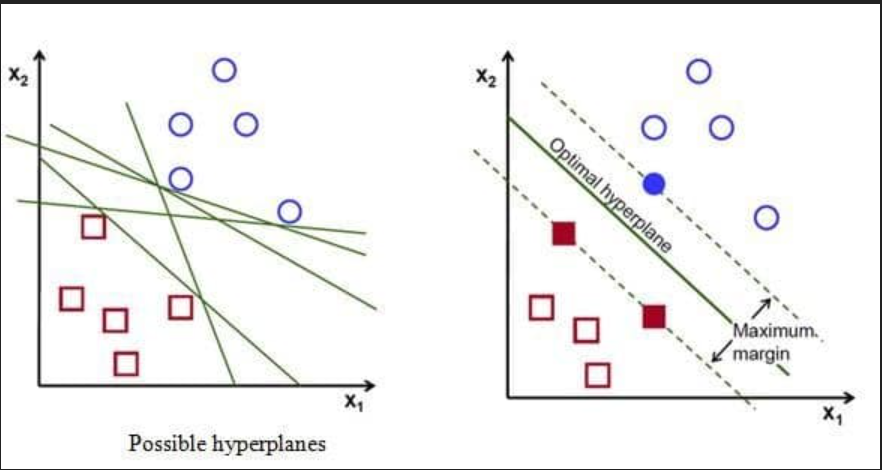 x₂
x₁
Possible hyperplanes
x₂
Optimal hyperplane
Maximum
margin
x₁